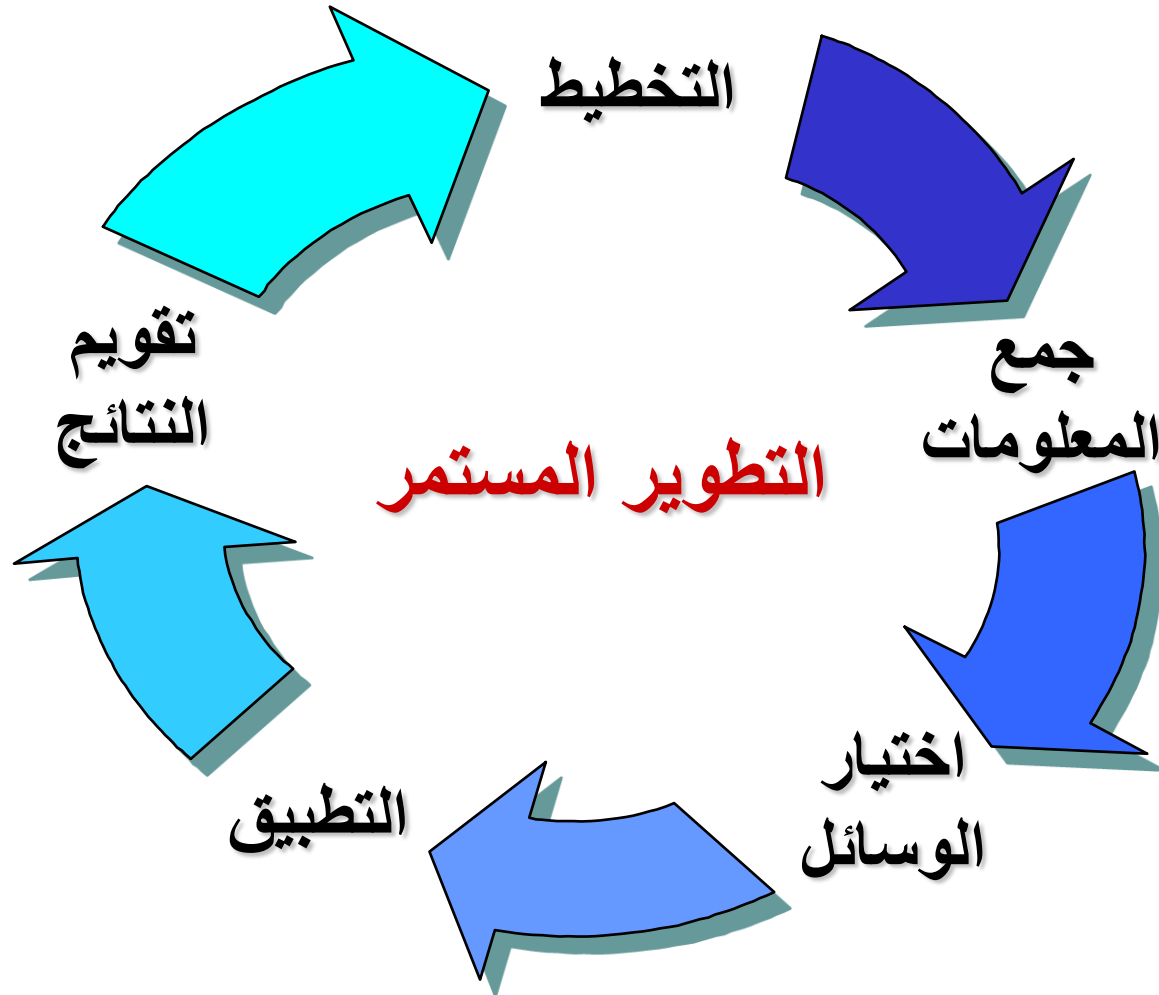 التخطيط
جمع
المعلومات
اختيار
الوسائل
التطبيق
تقويم
النتائج
التطوير المستمر